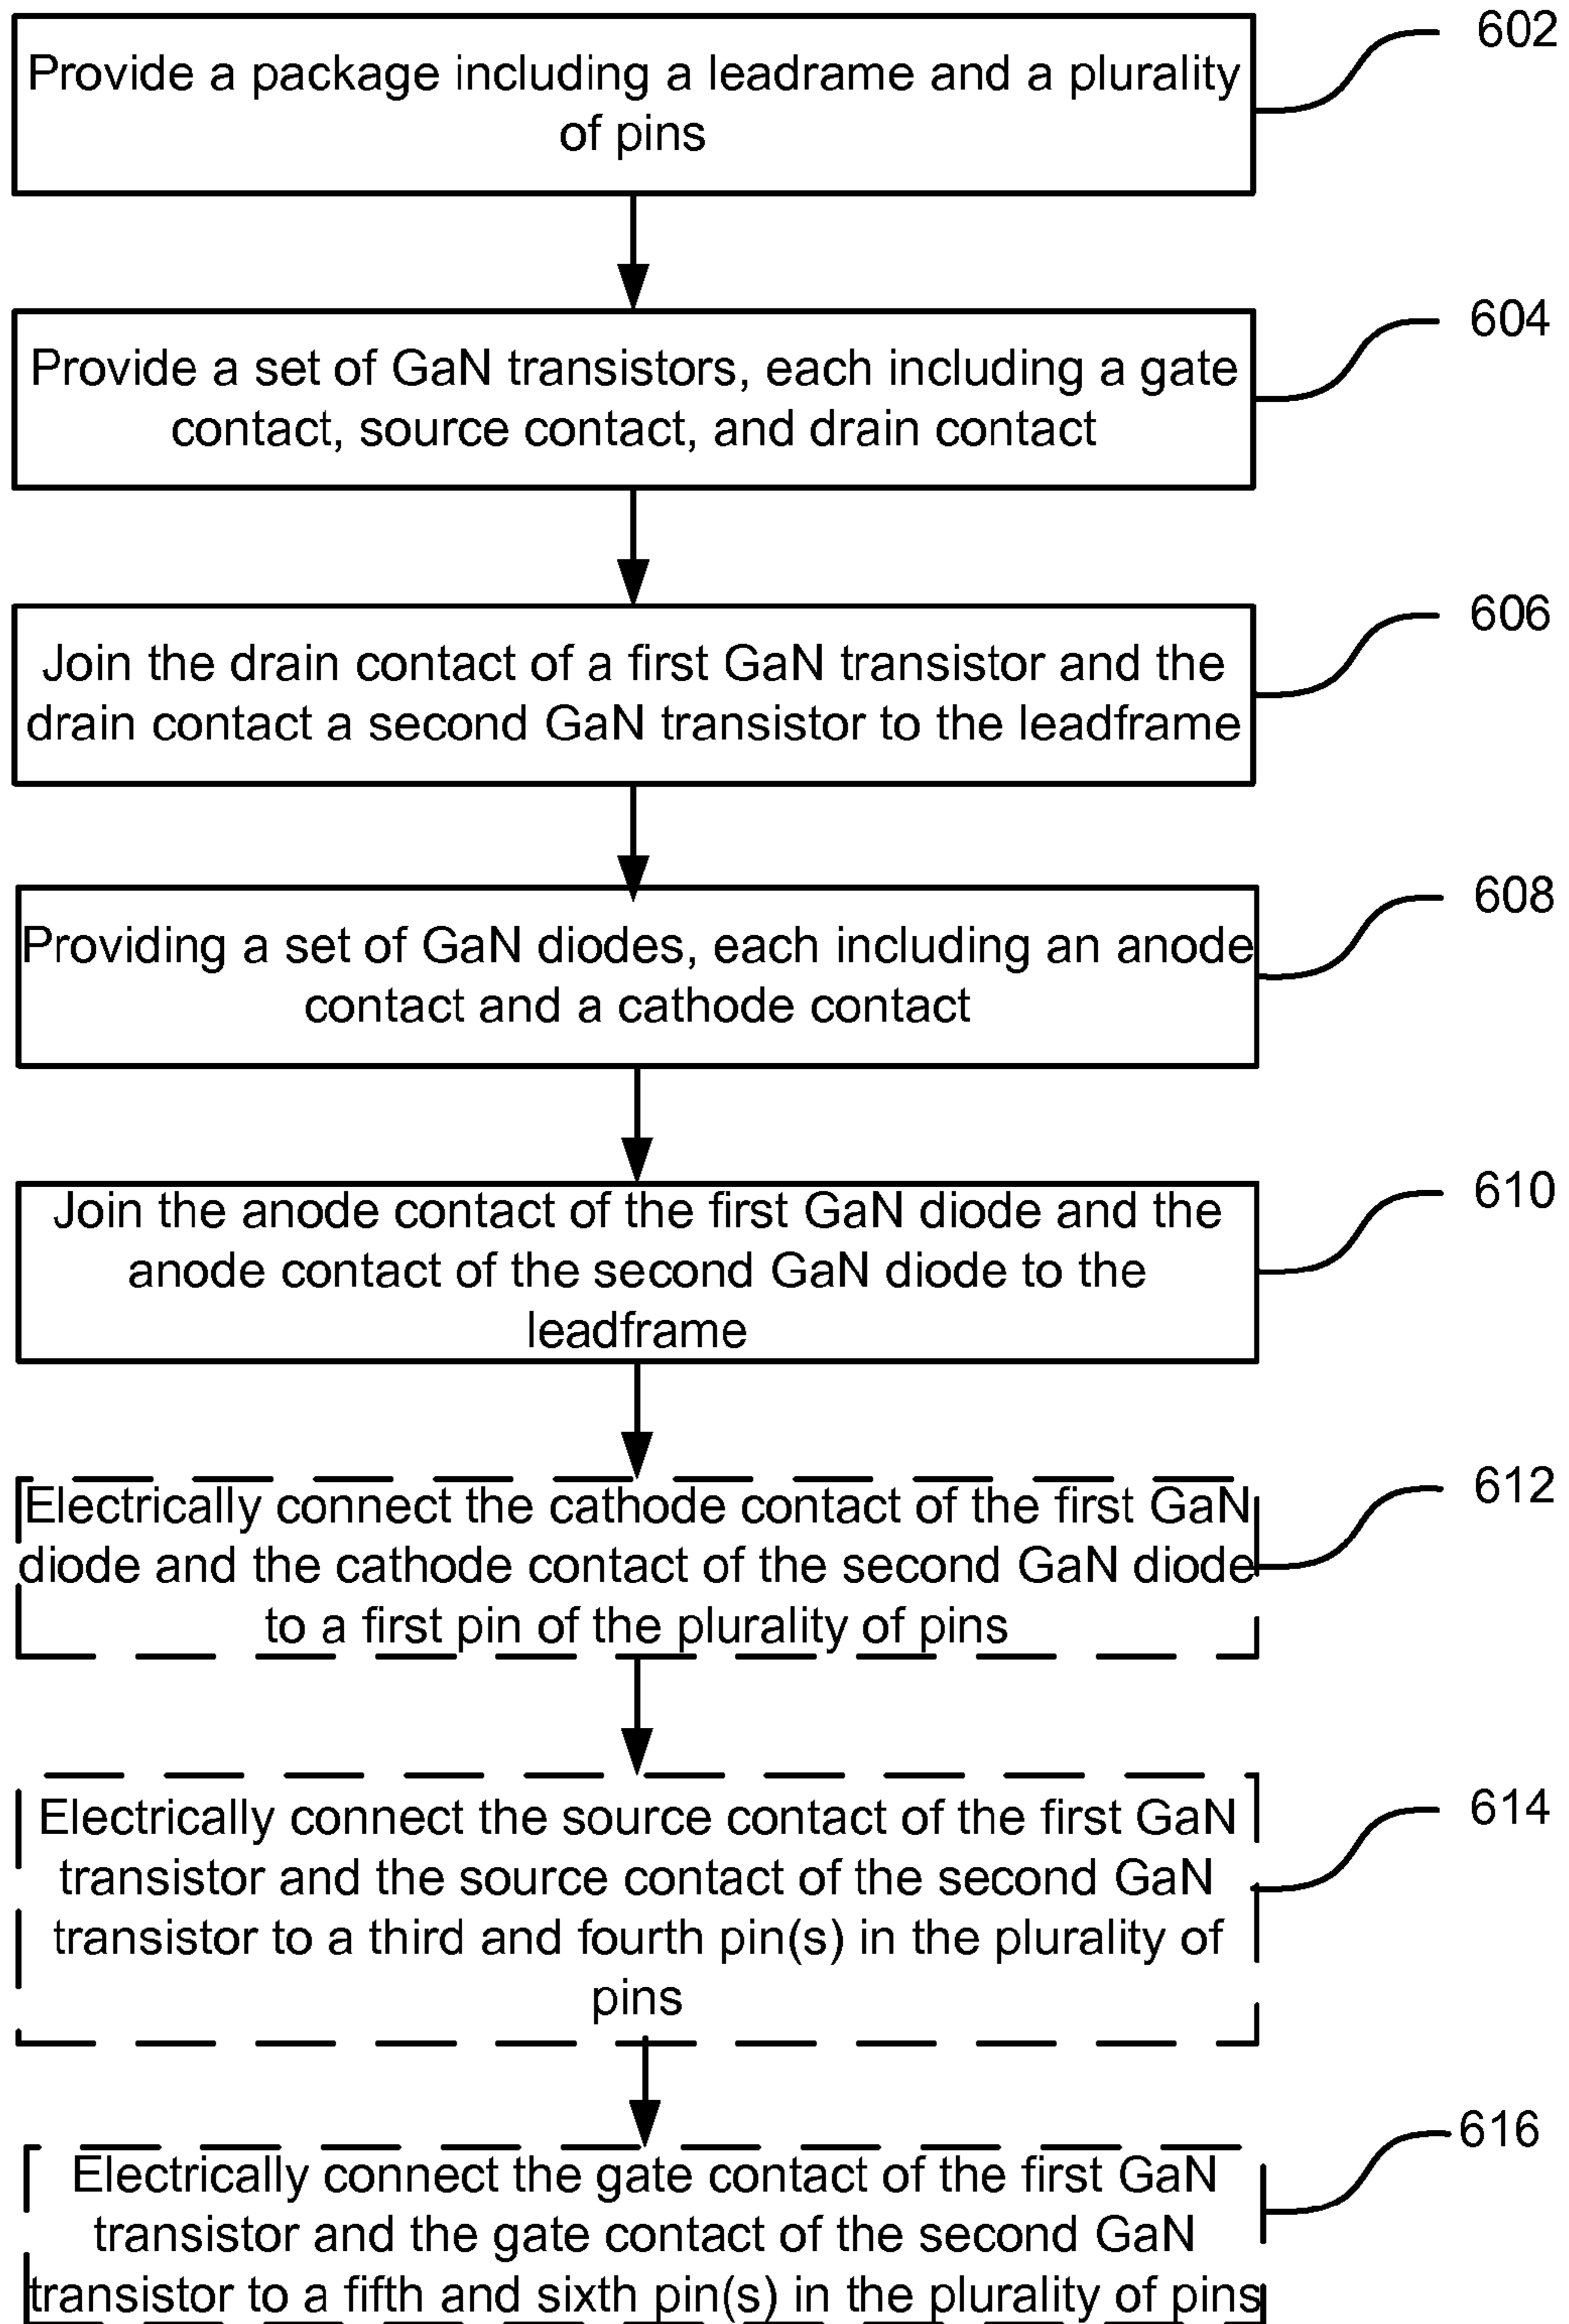 602
Provide a package including a leadrame and a plurality
of pins
604
Provide a set of GaN transistors, each including a gate
contact, source contact, and drain contact
606
Join the drain contact of a first GaN transistor and the
drain contact a second GaN transistor to the leadframe
608
Providing a set of GaN diodes, each including an anode
contact and a cathode contact
610
Join the anode contact of the first GaN diode and the
anode contact of the second GaN diode to the
leadframe
612
Electrically connect the cathode contact of the first GaN
diode and the cathode contact of the second GaN diode
to a first pin of the plurality of pins
614
Electrically connect the source contact of the first GaN
transistor and the source contact of the second GaN
transistor to a third and fourth pin(s) in the plurality of
pins
616
Electrically connect the gate contact of the first GaN
transistor and the gate contact of the second GaN
transistor to a fifth and sixth pin(s) in the plurality of pins